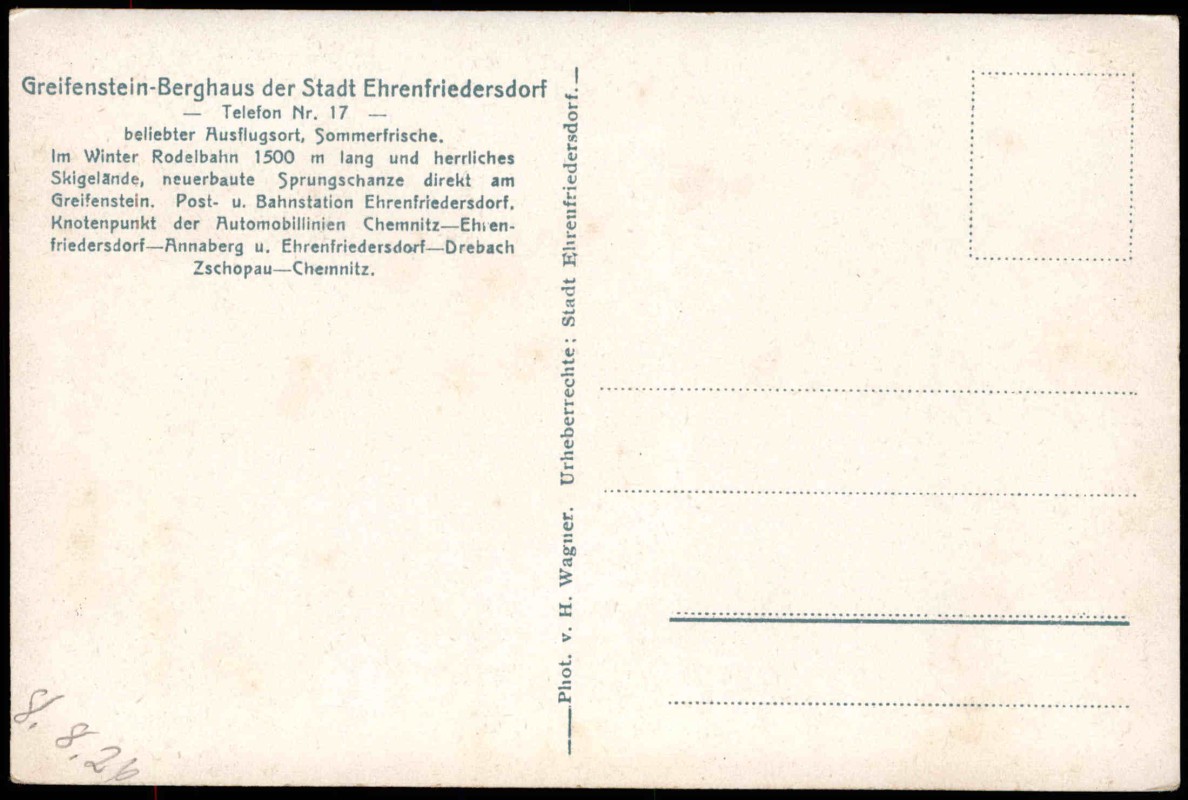 Greifenstein-Berghaus der Stadt Ehrenfriedersdorf
— Telefon Nr. 17 —
beliebter Ausflugsort, Sommerfrische.
Im Winter Rodelbahn 1500 m lang und herrliches
Skigelände, neuerbaute Sprungschanze direkt am
Greifenstein. Post- u. Bahnstation Ehrenfriedersdorf.
Knotenpunkt der Automobillinien Chemnitz—Ehren-
friedersdorf—Annaberg u. Ehrenfriedersdorf—Drebach
Zschopau—Chemnitz.
Phot. v. H. Wagner. Urheberrechte: Stadt Ehrenfriedersdorf.
8. 8. 26